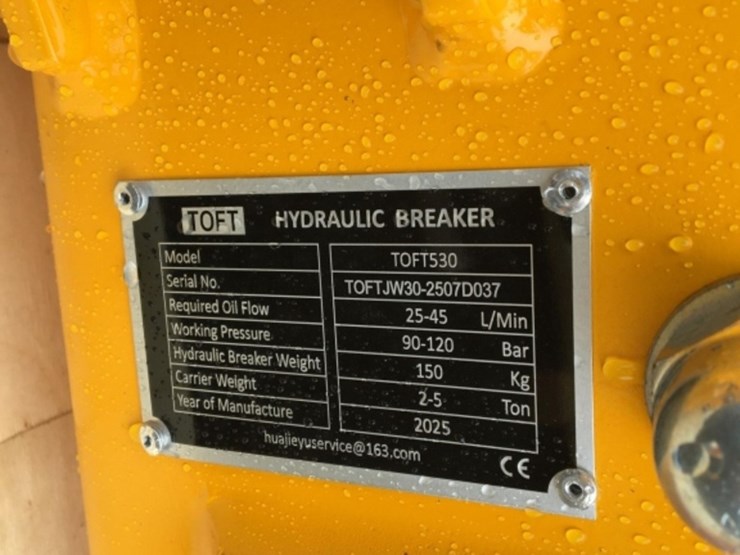 TOFT HYDRAULIC BREAKER
Model TOFT530
Serial No. TOFTJW30-2507D037
Required Oil Flow 25-45 L/Min
Working Pressure 90-120 Bar
Hydraulic Breaker Weight 150 Kg
Carrier Weight 2-5 Ton
Year of Manufacture 2025
huajieyuservice@163.com CE